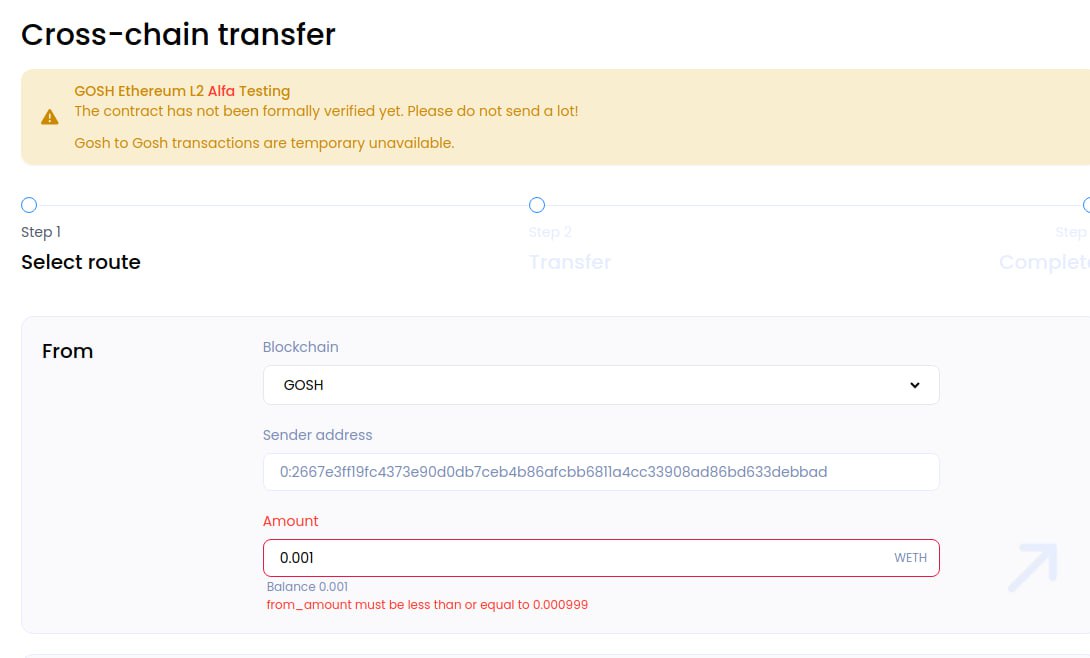 Cross-chain transfer
GOSH Ethereum L2 Alfa Testing
The contract has not been formally verified yet. Please do not send a lot!
Gosh to Gosh transactions are temporary unavailable.
Step 1
Step 2
Step
Select route
Transfer
Complete
From
Blockchain
GOSH
Sender address
0:2667e3ff19fc4373e90d0db7ceb4b86afcbb6811a4cc33908ad86bd633debbad
Amount
0.001 WETH
Balance 0.001
from_amount must be less than or equal to 0.000999